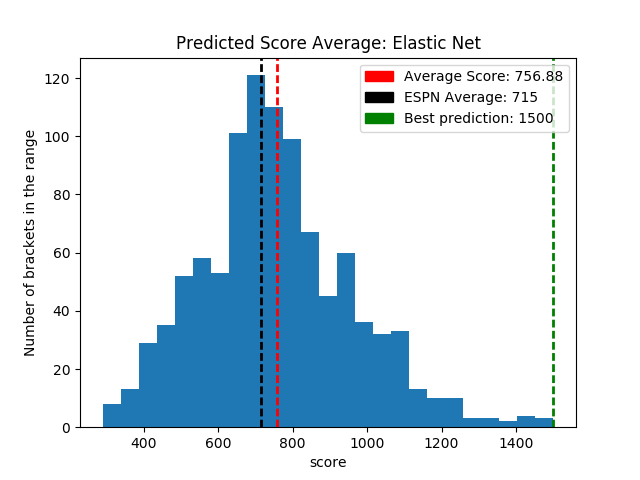 Predicted Score Average: Elastic Net
Average Score: 756.88
ESPN Average: 715
Best prediction: 1500
Number of brackets in the range
120
100
80
60
40
20
0
400 600 800 1000 1200 1400
score